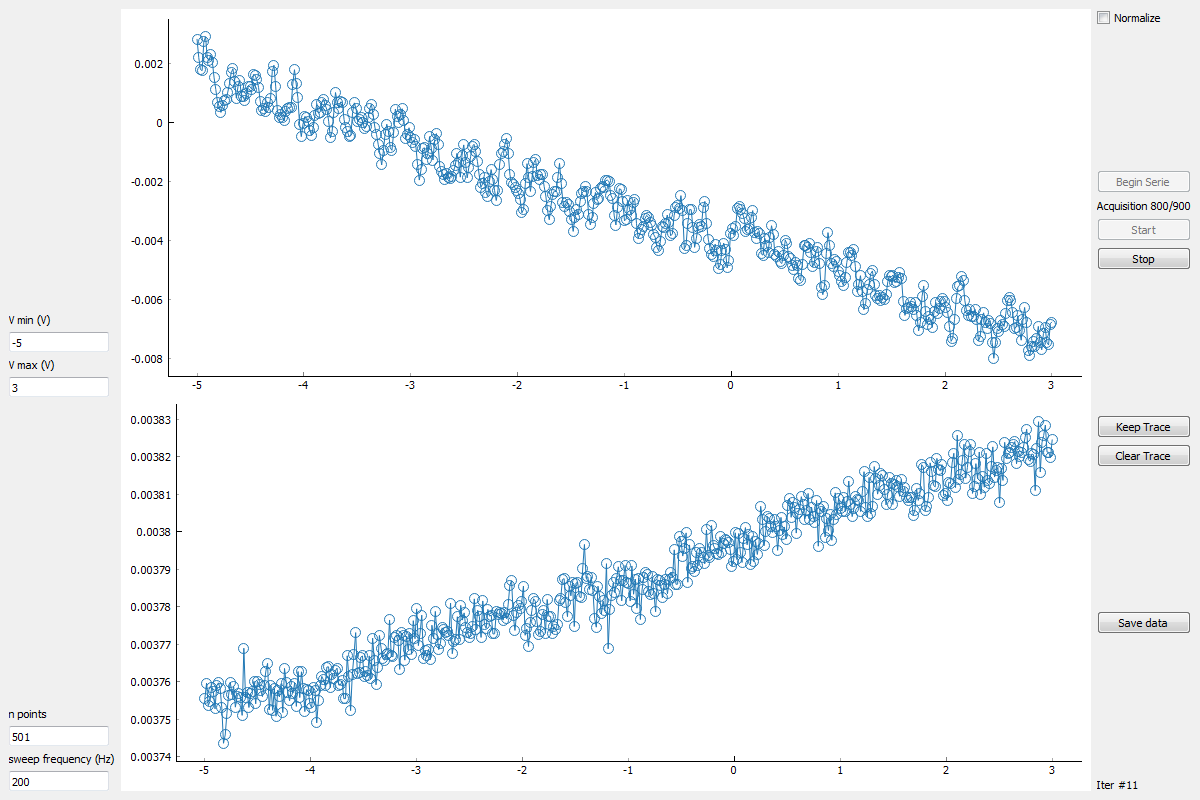 Normalize
0.002
0
-0.002
-0.004
-0.006
-0.008
-5 -4 -3 -2 -1 0 1 2 3
Begin Serie
Acquisition 800/900
Start
Stop
V min (V)
-5
V max (V)
3
0.00383
0.00382
0.00381
0.0038
0.00379
0.00378
0.00377
0.00376
0.00375
0.00374
-5 -4 -3 -2 -1 0 1 2 3
Keep Trace
Clear Trace
Save data
n points
501
sweep frequency (Hz)
200
Iter #11